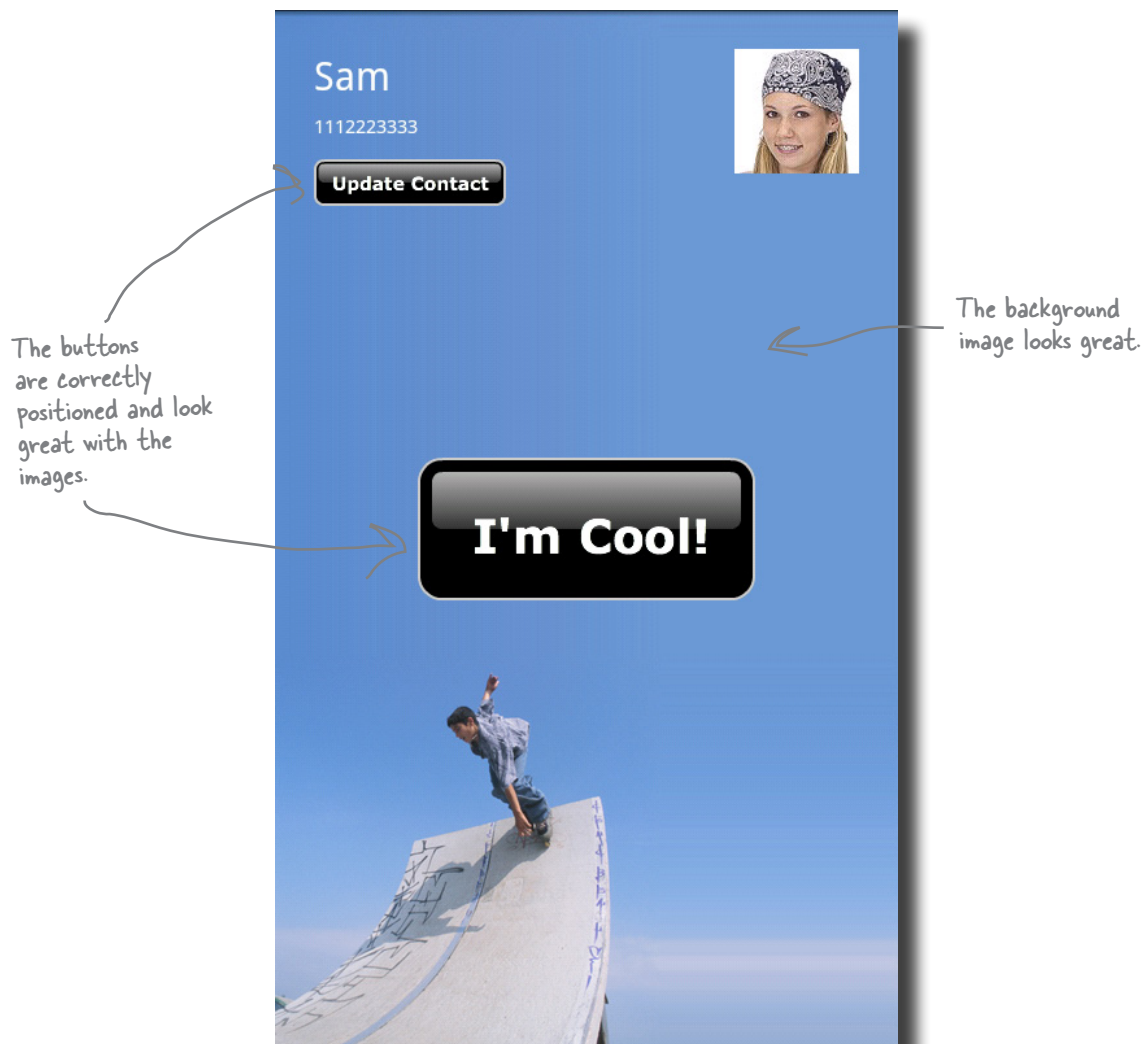 Sam
1112223333
Update Contact
The buttons
are correctly
positioned and look
great with the
images.
The background
image looks great.
I'm Cool!